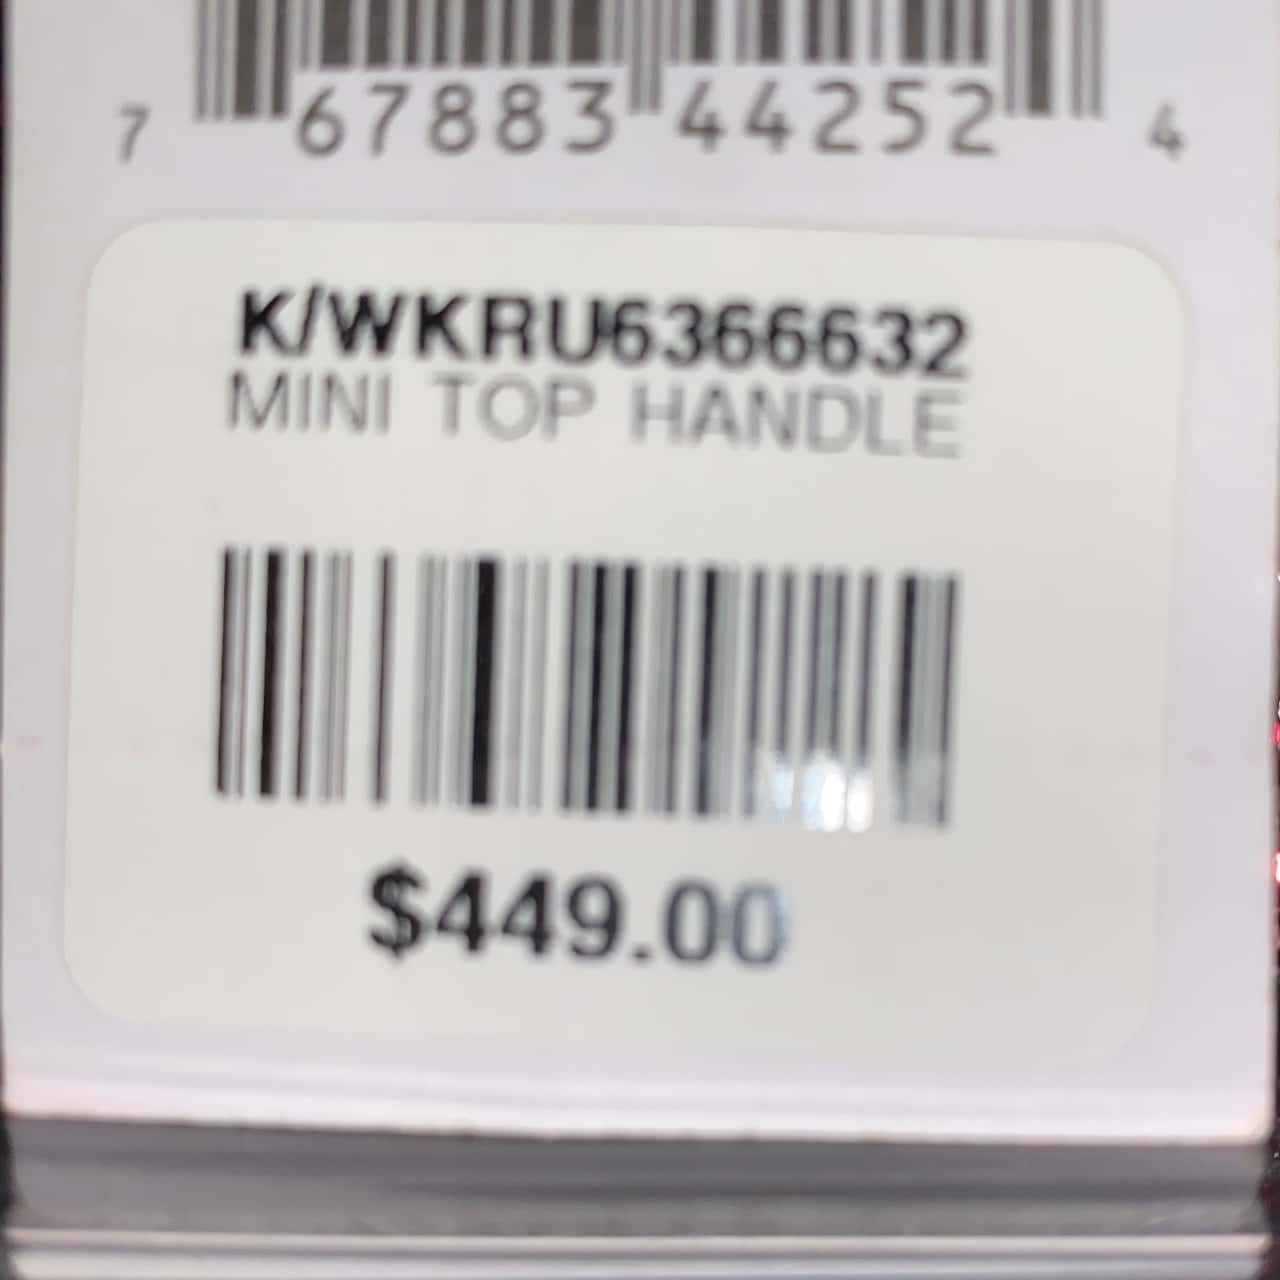 7 67883 44252 4
K/WKRU6366632
MINI TOP HANDLE
$449.00